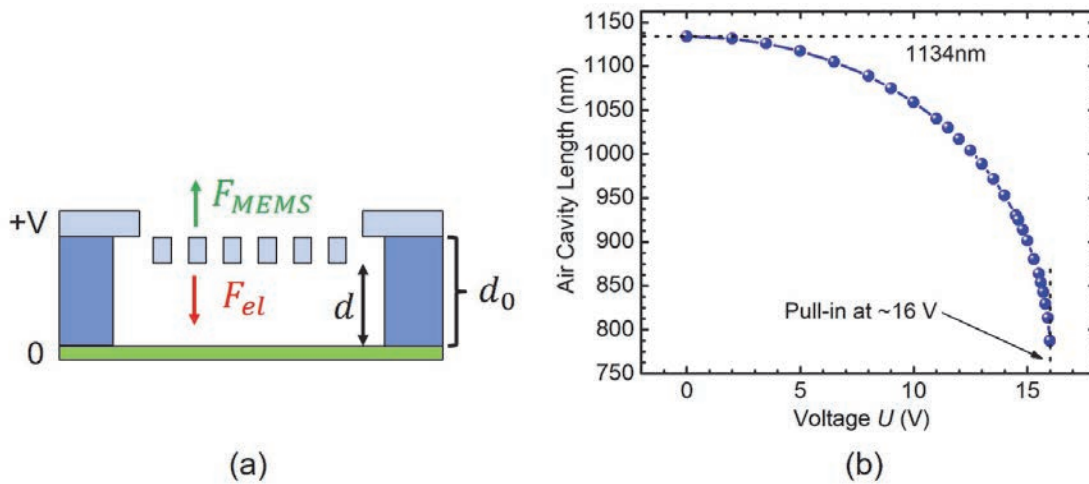 +V
F_MEMS
F_el
d
d_0
0
(a)
1150
1100
1050
1000
950
900
850
800
750
Air Cavity Length (nm)
1134nm
Pull-in at ~16 V
0 5 10 15
Voltage U (V)
(b)